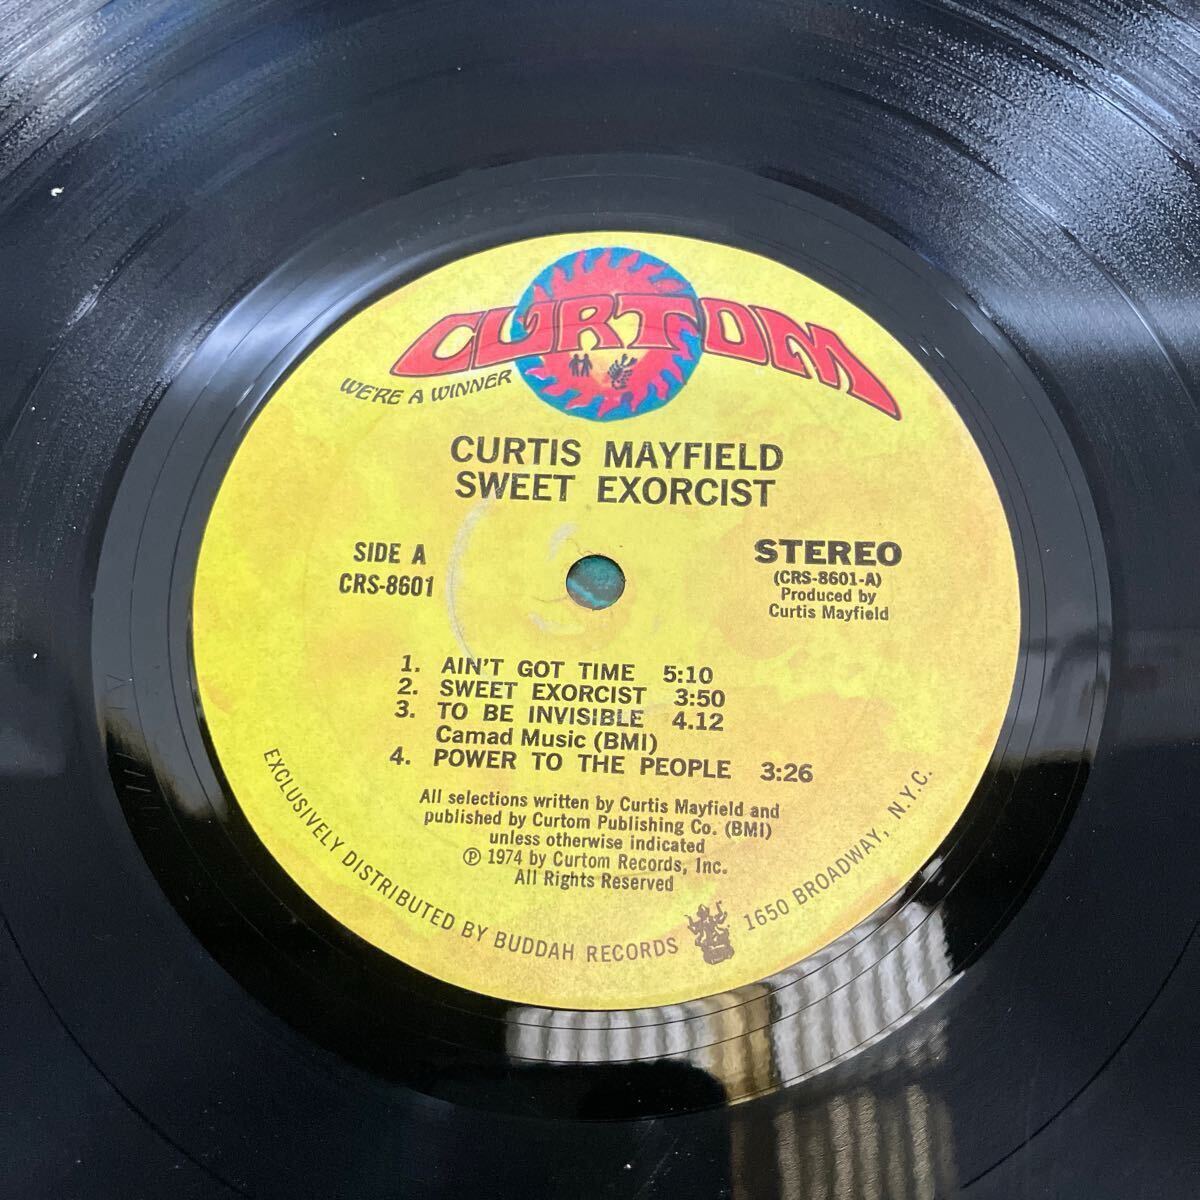 CURTOM
WE'RE A WINNER
CURTIS MAYFIELD
SWEET EXORCIST
SIDE A
CRS-8601
STEREO
(CRS-8601-A)
Produced by
Curtis Mayfield
1. AIN'T GOT TIME 5:10
2. SWEET EXORCIST 3:50
3. TO BE INVISIBLE 4.12
Camad Music (BMI)
4. POWER TO THE PEOPLE 3:26
All selections written by Curtis Mayfield and
published by Curtom Publishing Co. (BMI)
unless otherwise indicated
℗ 1974 by Curtom Records, Inc.
All Rights Reserved
EXCLUSIVELY DISTRIBUTED BY BUDDAH RECORDS 1650 BROADWAY, N.Y.C.